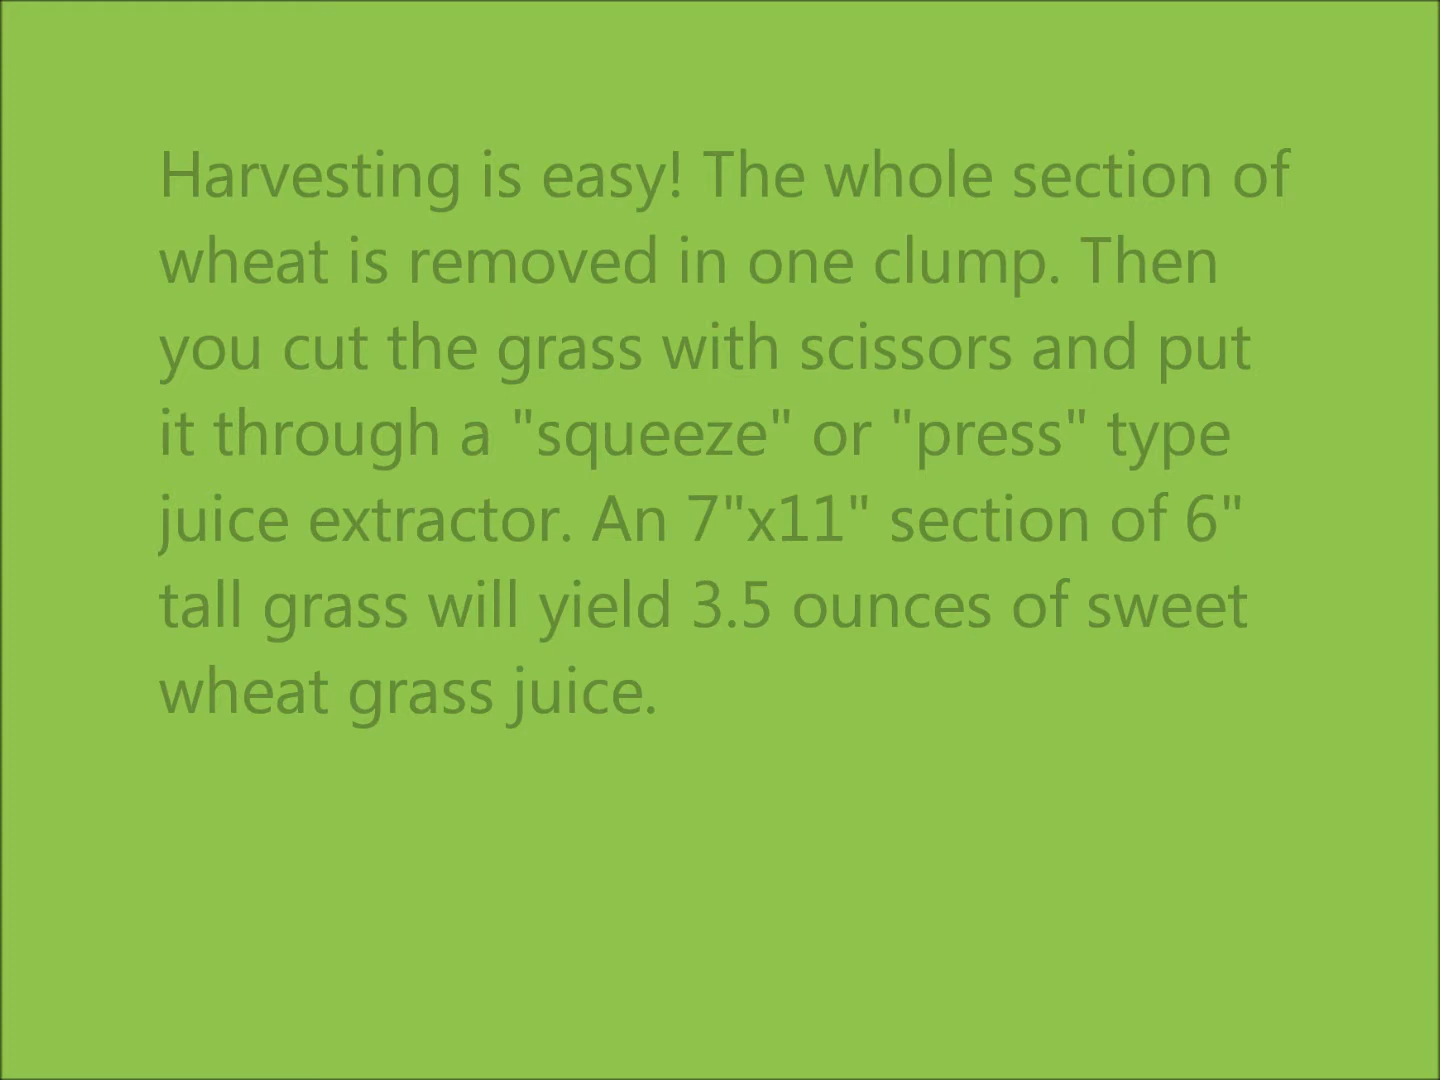 Harvesting is easy! The whole section of
wheat is removed in one clump. Then
you cut the grass with scissors and put
it through a "squeeze" or "press" type
juice extractor. An 7"x11" section of 6"
tall grass will yield 3.5 ounces of sweet
wheat grass juice.